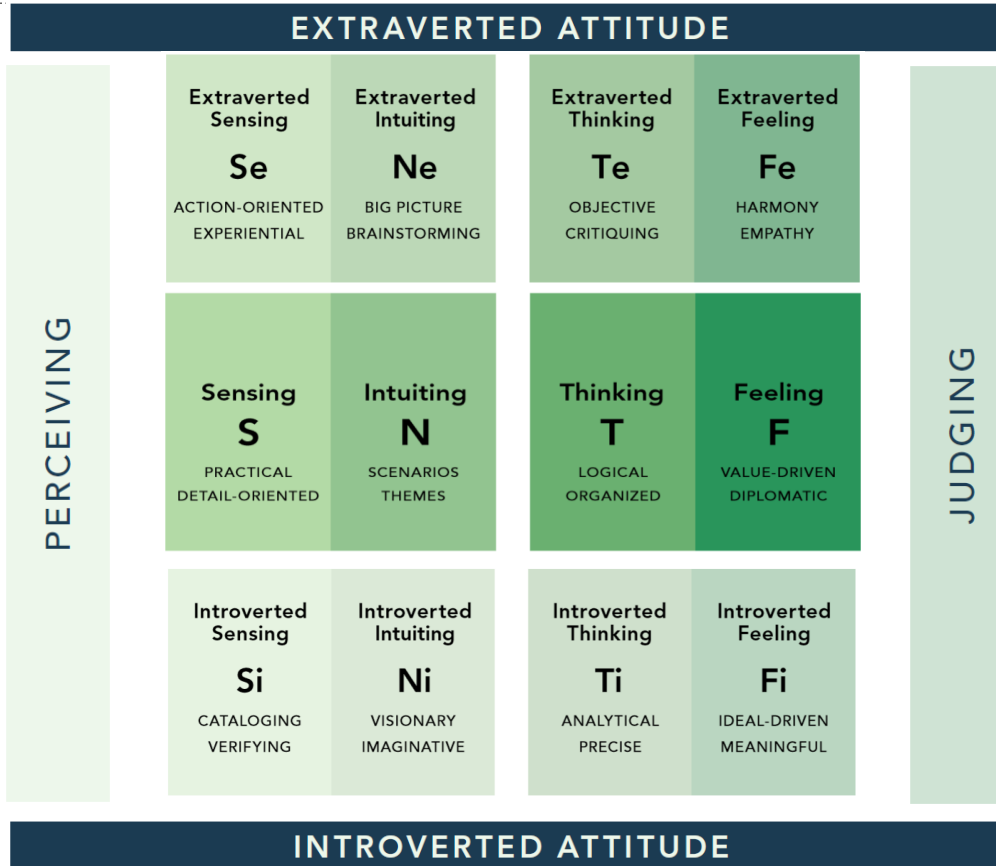 EXTRAVERTED ATTITUDE
PERCEIVING
Extraverted
Sensing
Se
ACTION-ORIENTED
EXPERIENTIAL
Extraverted
Intuiting
Ne
BIG PICTURE
BRAINSTORMING
Extraverted
Thinking
Te
OBJECTIVE
CRITIQUING
Extraverted
Feeling
Fe
HARMONY
EMPATHY
Sensing
S
PRACTICAL
DETAIL-ORIENTED
Intuiting
N
SCENARIOS
THEMES
Thinking
T
LOGICAL
ORGANIZED
Feeling
F
VALUE-DRIVEN
DIPLOMATIC
Introverted
Sensing
Si
CATALOGING
VERIFYING
Introverted
Intuiting
Ni
VISIONARY
IMAGINATIVE
Introverted
Thinking
Ti
ANALYTICAL
PRECISE
Introverted
Feeling
Fi
IDEAL-DRIVEN
MEANINGFUL
JUDGING
INTROVERTED ATTITUDE